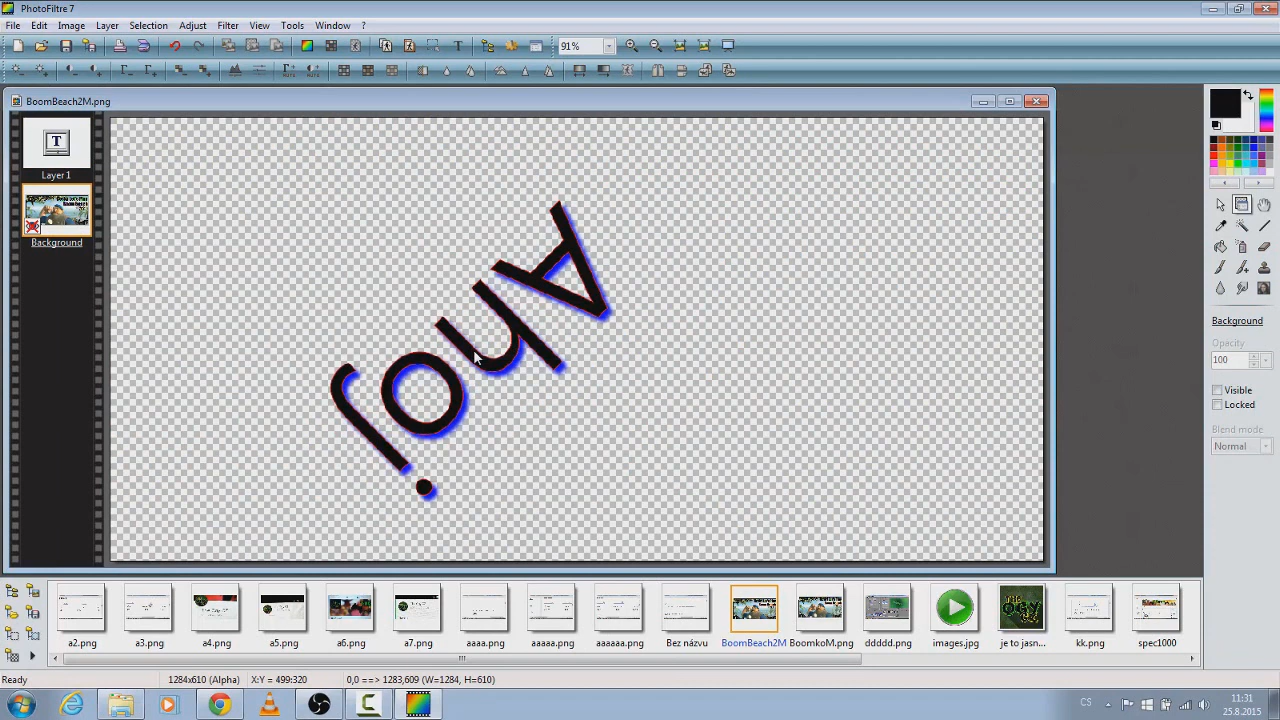 PhotoFiltre 7
File Edit Image Layer Selection Adjust Filter View Tools Window ?
91%
BoomBeach2M.png
T
Layer 1
Background
Ahoj
Background
Opacity
100
Visible
Locked
Blend mode
Normal
a2.png a3.png a4.png a5.png a6.png a7.png aaaa.png aaaaa.png aaaaaa.png Bez názvu BoomBeach2M BoomkoM.png ddddd.png images.jpg je to jasn... kk.png spec1000
Ready 1284x610 (Alpha) X:Y = 499:320 0,0 ==> 1283,609 (W=1284, H=610)
CS 11:31
25.8.2015